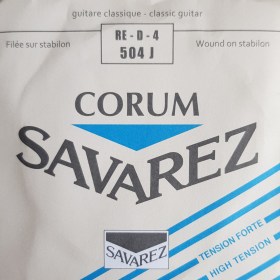 guitare classique - classic guitar
Filée sur stabilon
RE - D - 4
504 J
Wound on stabilon
CORUM
SAVAREZ
SAVAREZ
TENSION FORTE
HIGH TENSION